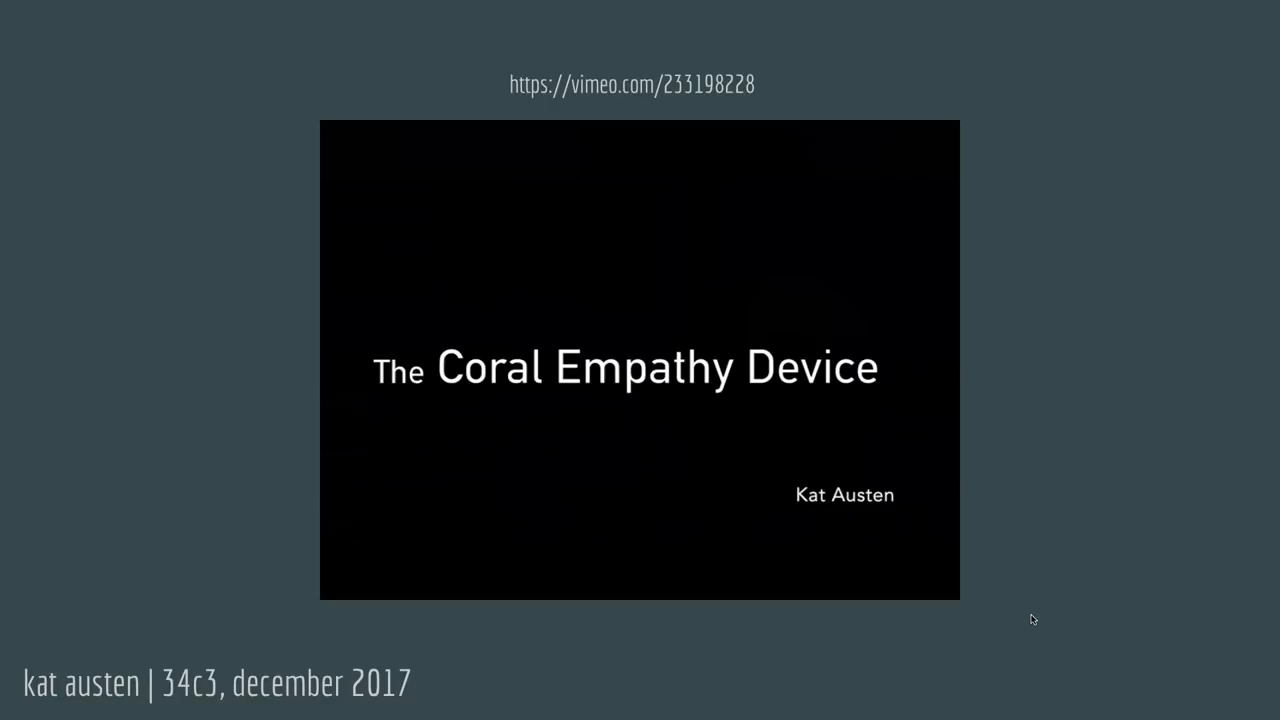 https://vimeo.com/233198228
The Coral Empathy Device
Kat Austen
kat austen | 34c3, december 2017